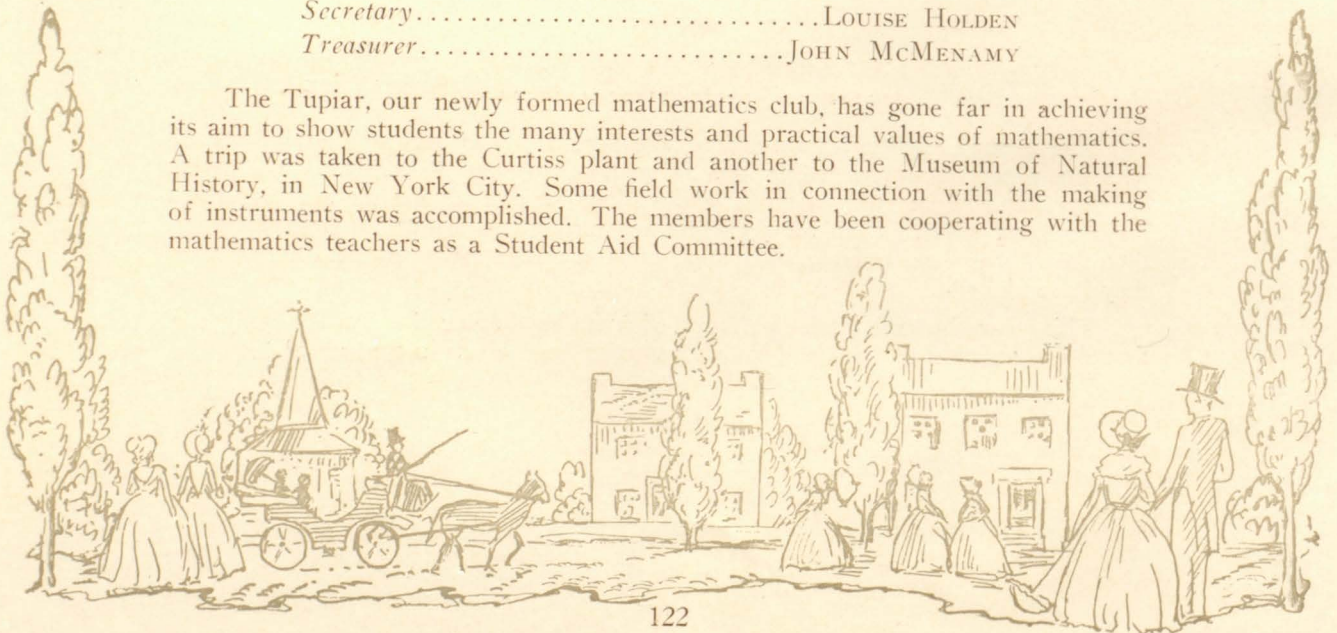 Secretary..............................Louise Holden
Treasurer...........................John McMenamy
The Tupiar, our newly formed mathematics club, has gone far in achieving
its aim to show students the many interests and practical values of mathematics.
A trip was taken to the Curtiss plant and another to the Museum of Natural
History, in New York City. Some field work in connection with the making
of instruments was accomplished. The members have been cooperating with the
mathematics teachers as a Student Aid Committee.
122